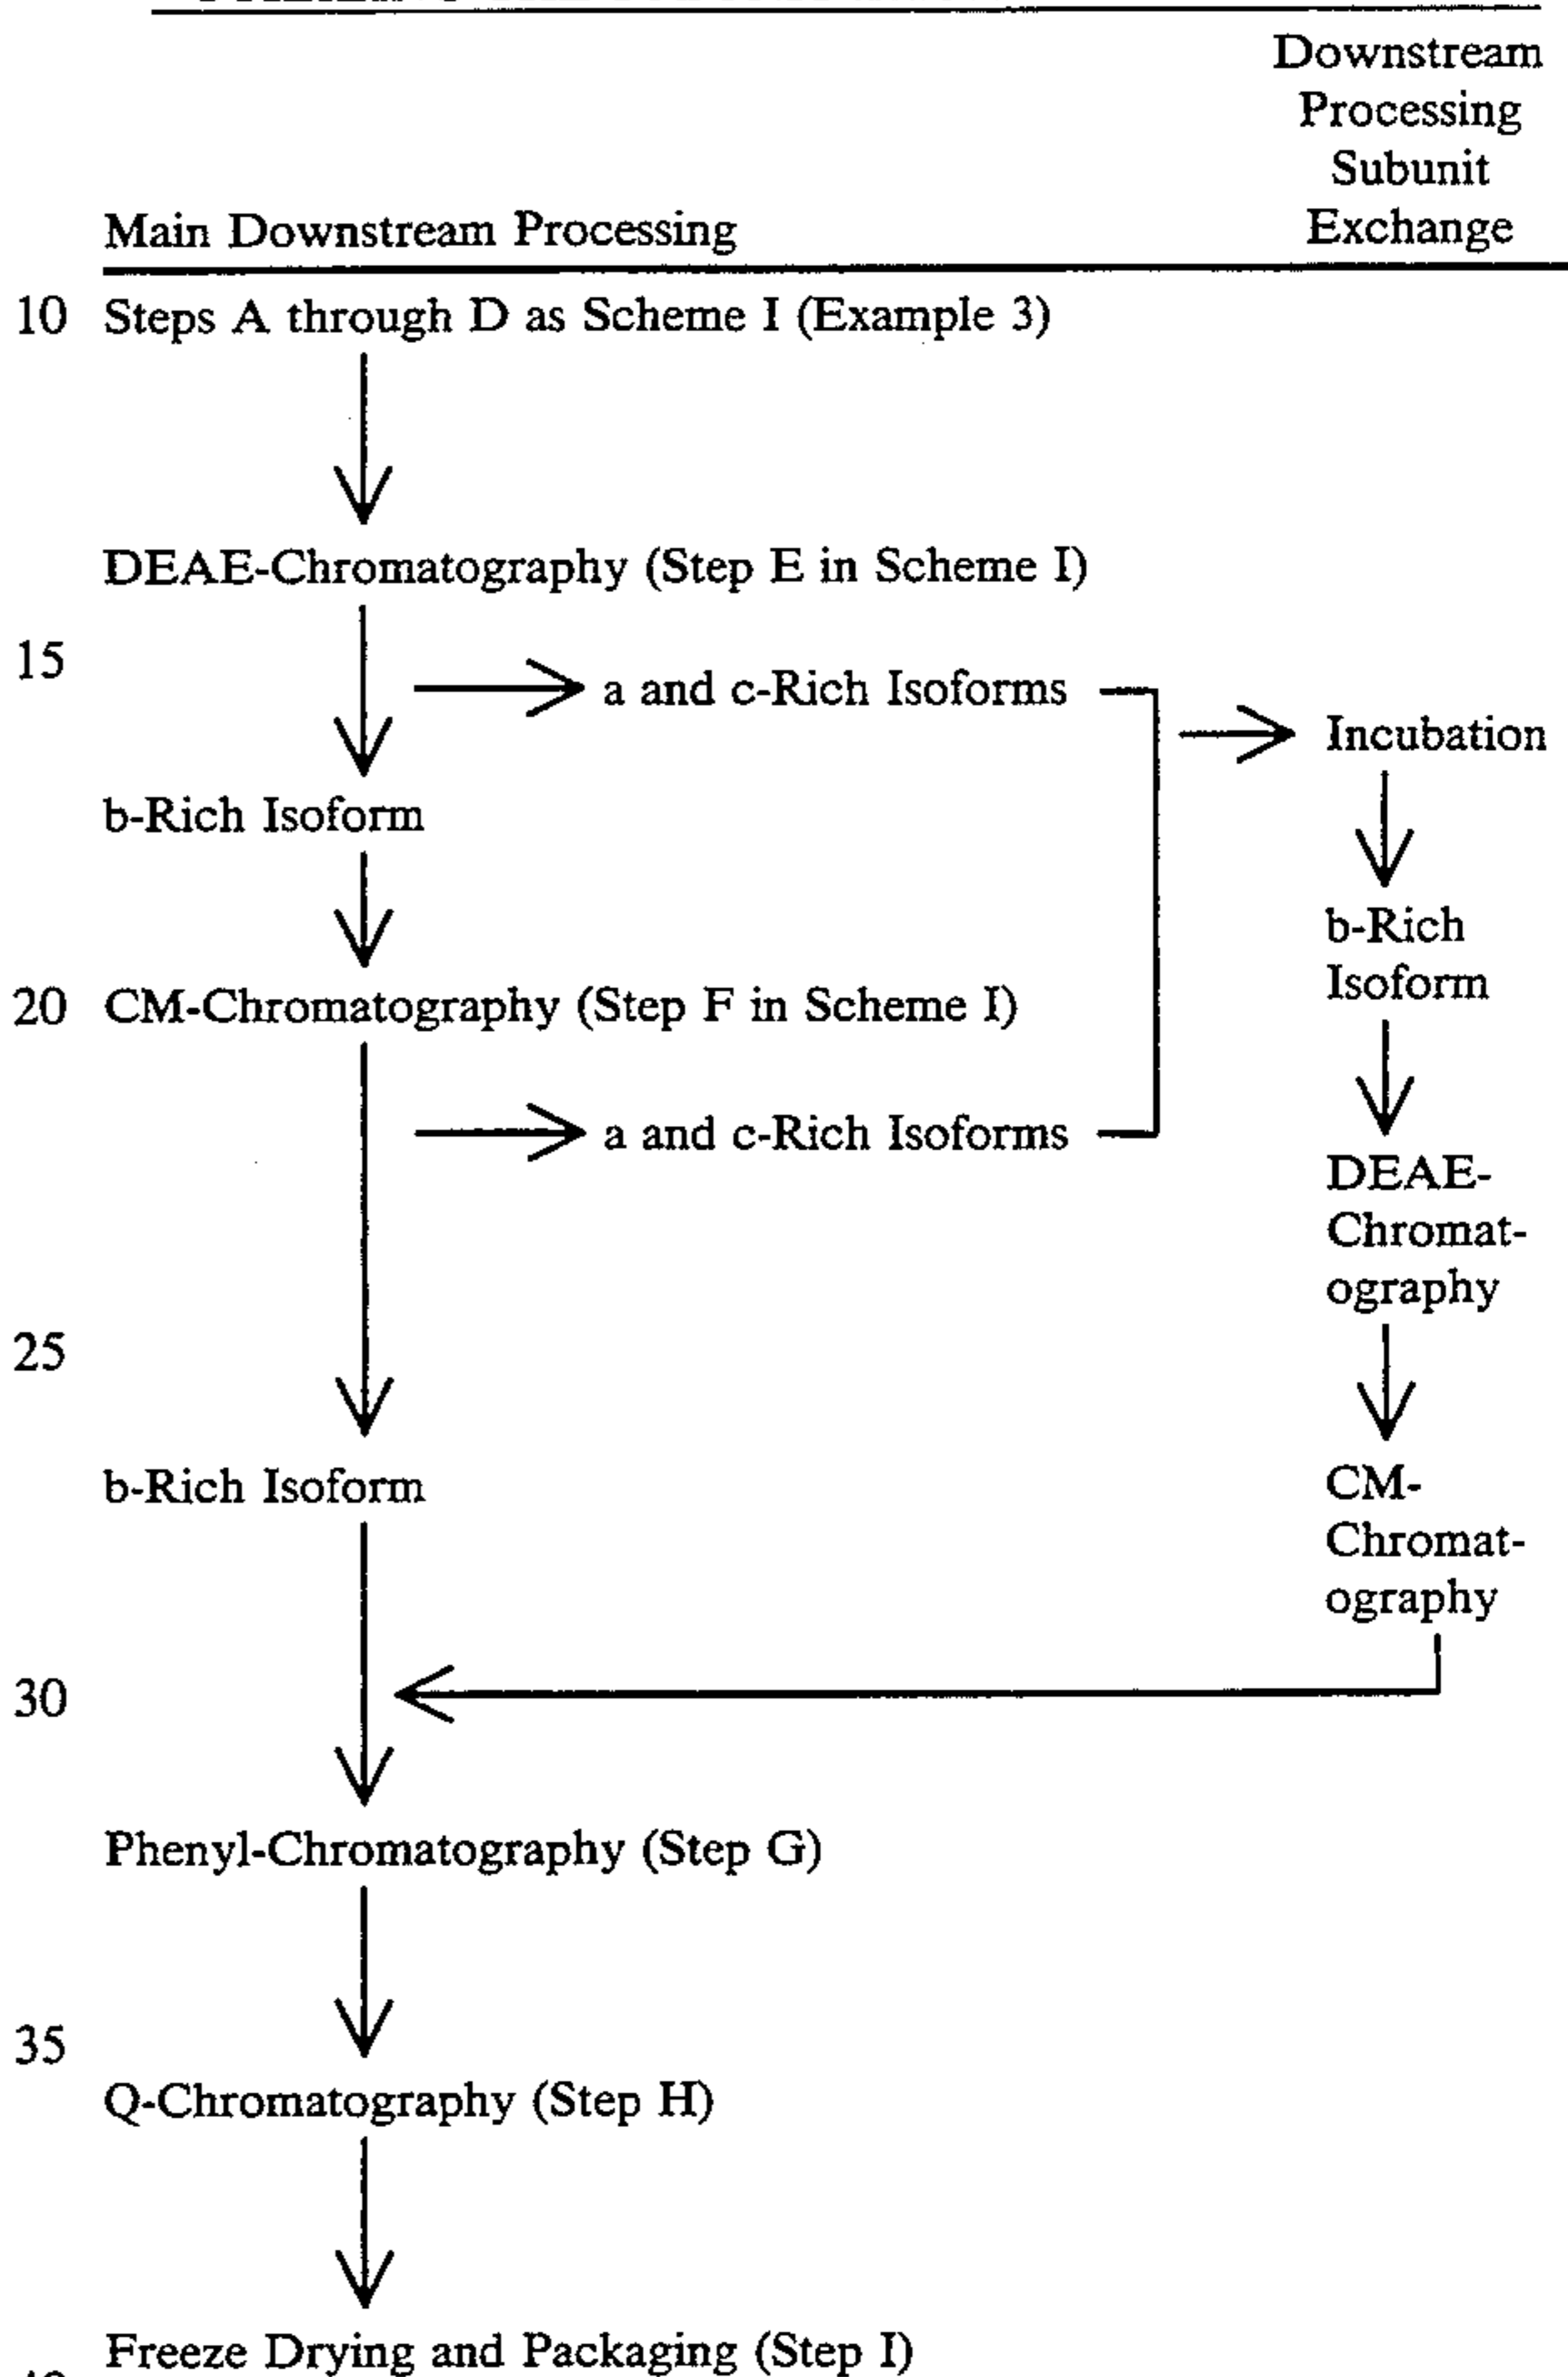 Downstream
Processing
Subunit
Main Downstream Processing Exchange
10 Steps A through D as Scheme I (Example 3)
DEAE-Chromatography (Step E in Scheme I)
15
a and c-Rich Isoforms
Incubation
b-Rich Isoform
b-Rich
Isoform
20 CM-Chromatography (Step F in Scheme I)
a and c-Rich Isoforms
DEAE-
Chromat-
ography
25
b-Rich Isoform
CM-
Chromat-
ography
30
Phenyl-Chromatography (Step G)
35
Q-Chromatography (Step H)
Freeze Drying and Packaging (Step I)